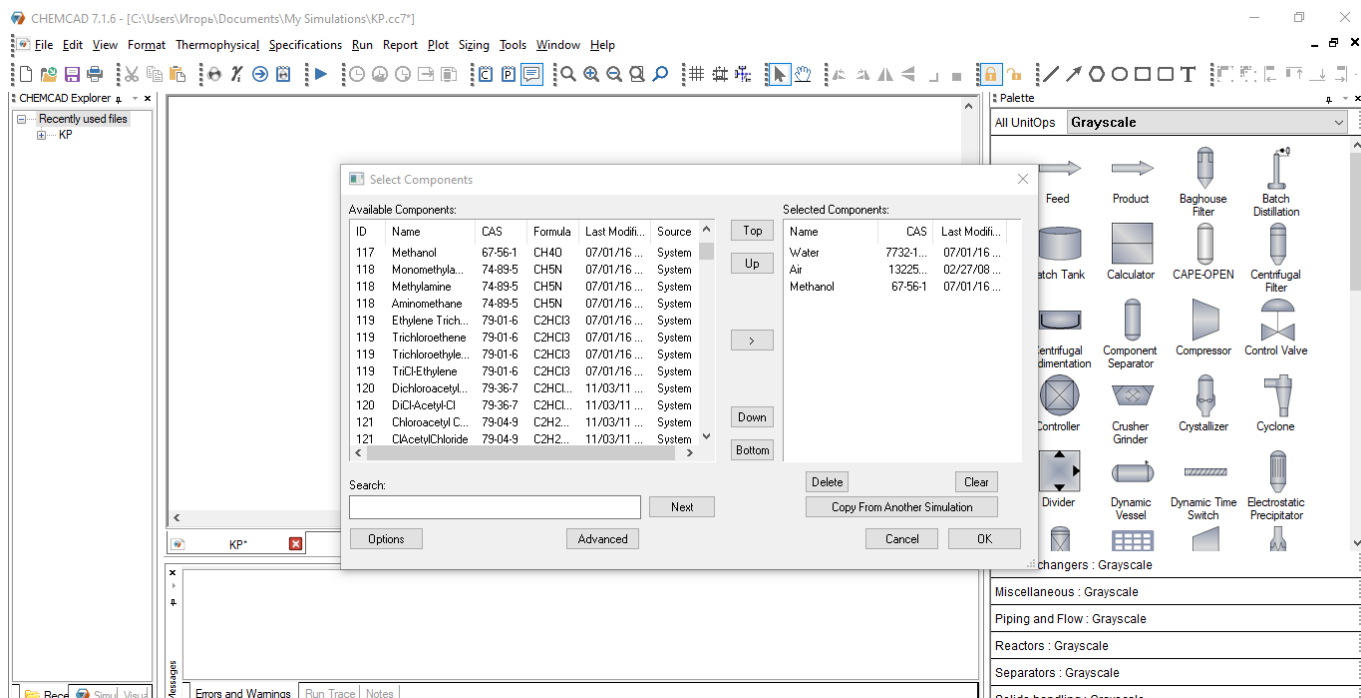 CHEMCAD 7.1.6 - [C:\Users\Игорь\Documents\My Simulations\KP.cc7*]
File Edit View Format Thermophysical Specifications Run Report Plot Sizing Tools Window Help
CHEMCAD Explorer
Recently used files
KP
Palette
All UnitOps Grayscale
Feed Product Baghouse Filter Batch Distillation
atch Tank Calculator CAPE-OPEN Centrifugal Filter
entrifugal dimentation Component Separator Compressor Control Valve
Controller Crusher Grinder Crystallizer Cyclone
Divider Dynamic Vessel Dynamic Time Switch Electrostatic Precipitator
changers : Grayscale
Miscellaneous : Grayscale
Piping and Flow : Grayscale
Reactors : Grayscale
Separators : Grayscale
Select Components
Available Components:
ID Name CAS Formula Last Modifi... Source
117 Methanol 67-56-1 CH4O 07/01/16 ... System
118 Monomethyla... 74-89-5 CH5N 07/01/16 ... System
118 Methylamine 74-89-5 CH5N 07/01/16 ... System
118 Aminomethane 74-89-5 CH5N 07/01/16 ... System
119 Ethylene Trich... 79-01-6 C2HCl3 07/01/16 ... System
119 Trichloroethene 79-01-6 C2HCl3 07/01/16 ... System
119 Trichloroethyle... 79-01-6 C2HCl3 07/01/16 ... System
119 TriCl-Ethylene 79-01-6 C2HCl3 07/01/16 ... System
120 Dichloroacetyl... 79-36-7 C2HCl... 11/03/11 ... System
120 DiCl-Acetyl-Cl 79-36-7 C2HCl... 11/03/11 ... System
121 Chloroacetyl C... 79-04-9 C2H2... 11/03/11 ... System
121 ClAcetylChloride 79-04-9 C2H2... 11/03/11 ... System
Top
Up
>
Down
Bottom
Selected Components:
Name CAS Last Modifi...
Water 7732-1... 07/01/16 ...
Air 13225... 02/27/08 ...
Methanol 67-56-1 07/01/16 ...
Search:
Next
Delete Clear
Copy From Another Simulation
Options Advanced Cancel OK
KP*
Messages
Errors and Warnings Run Trace Notes
Rece Simul Visua